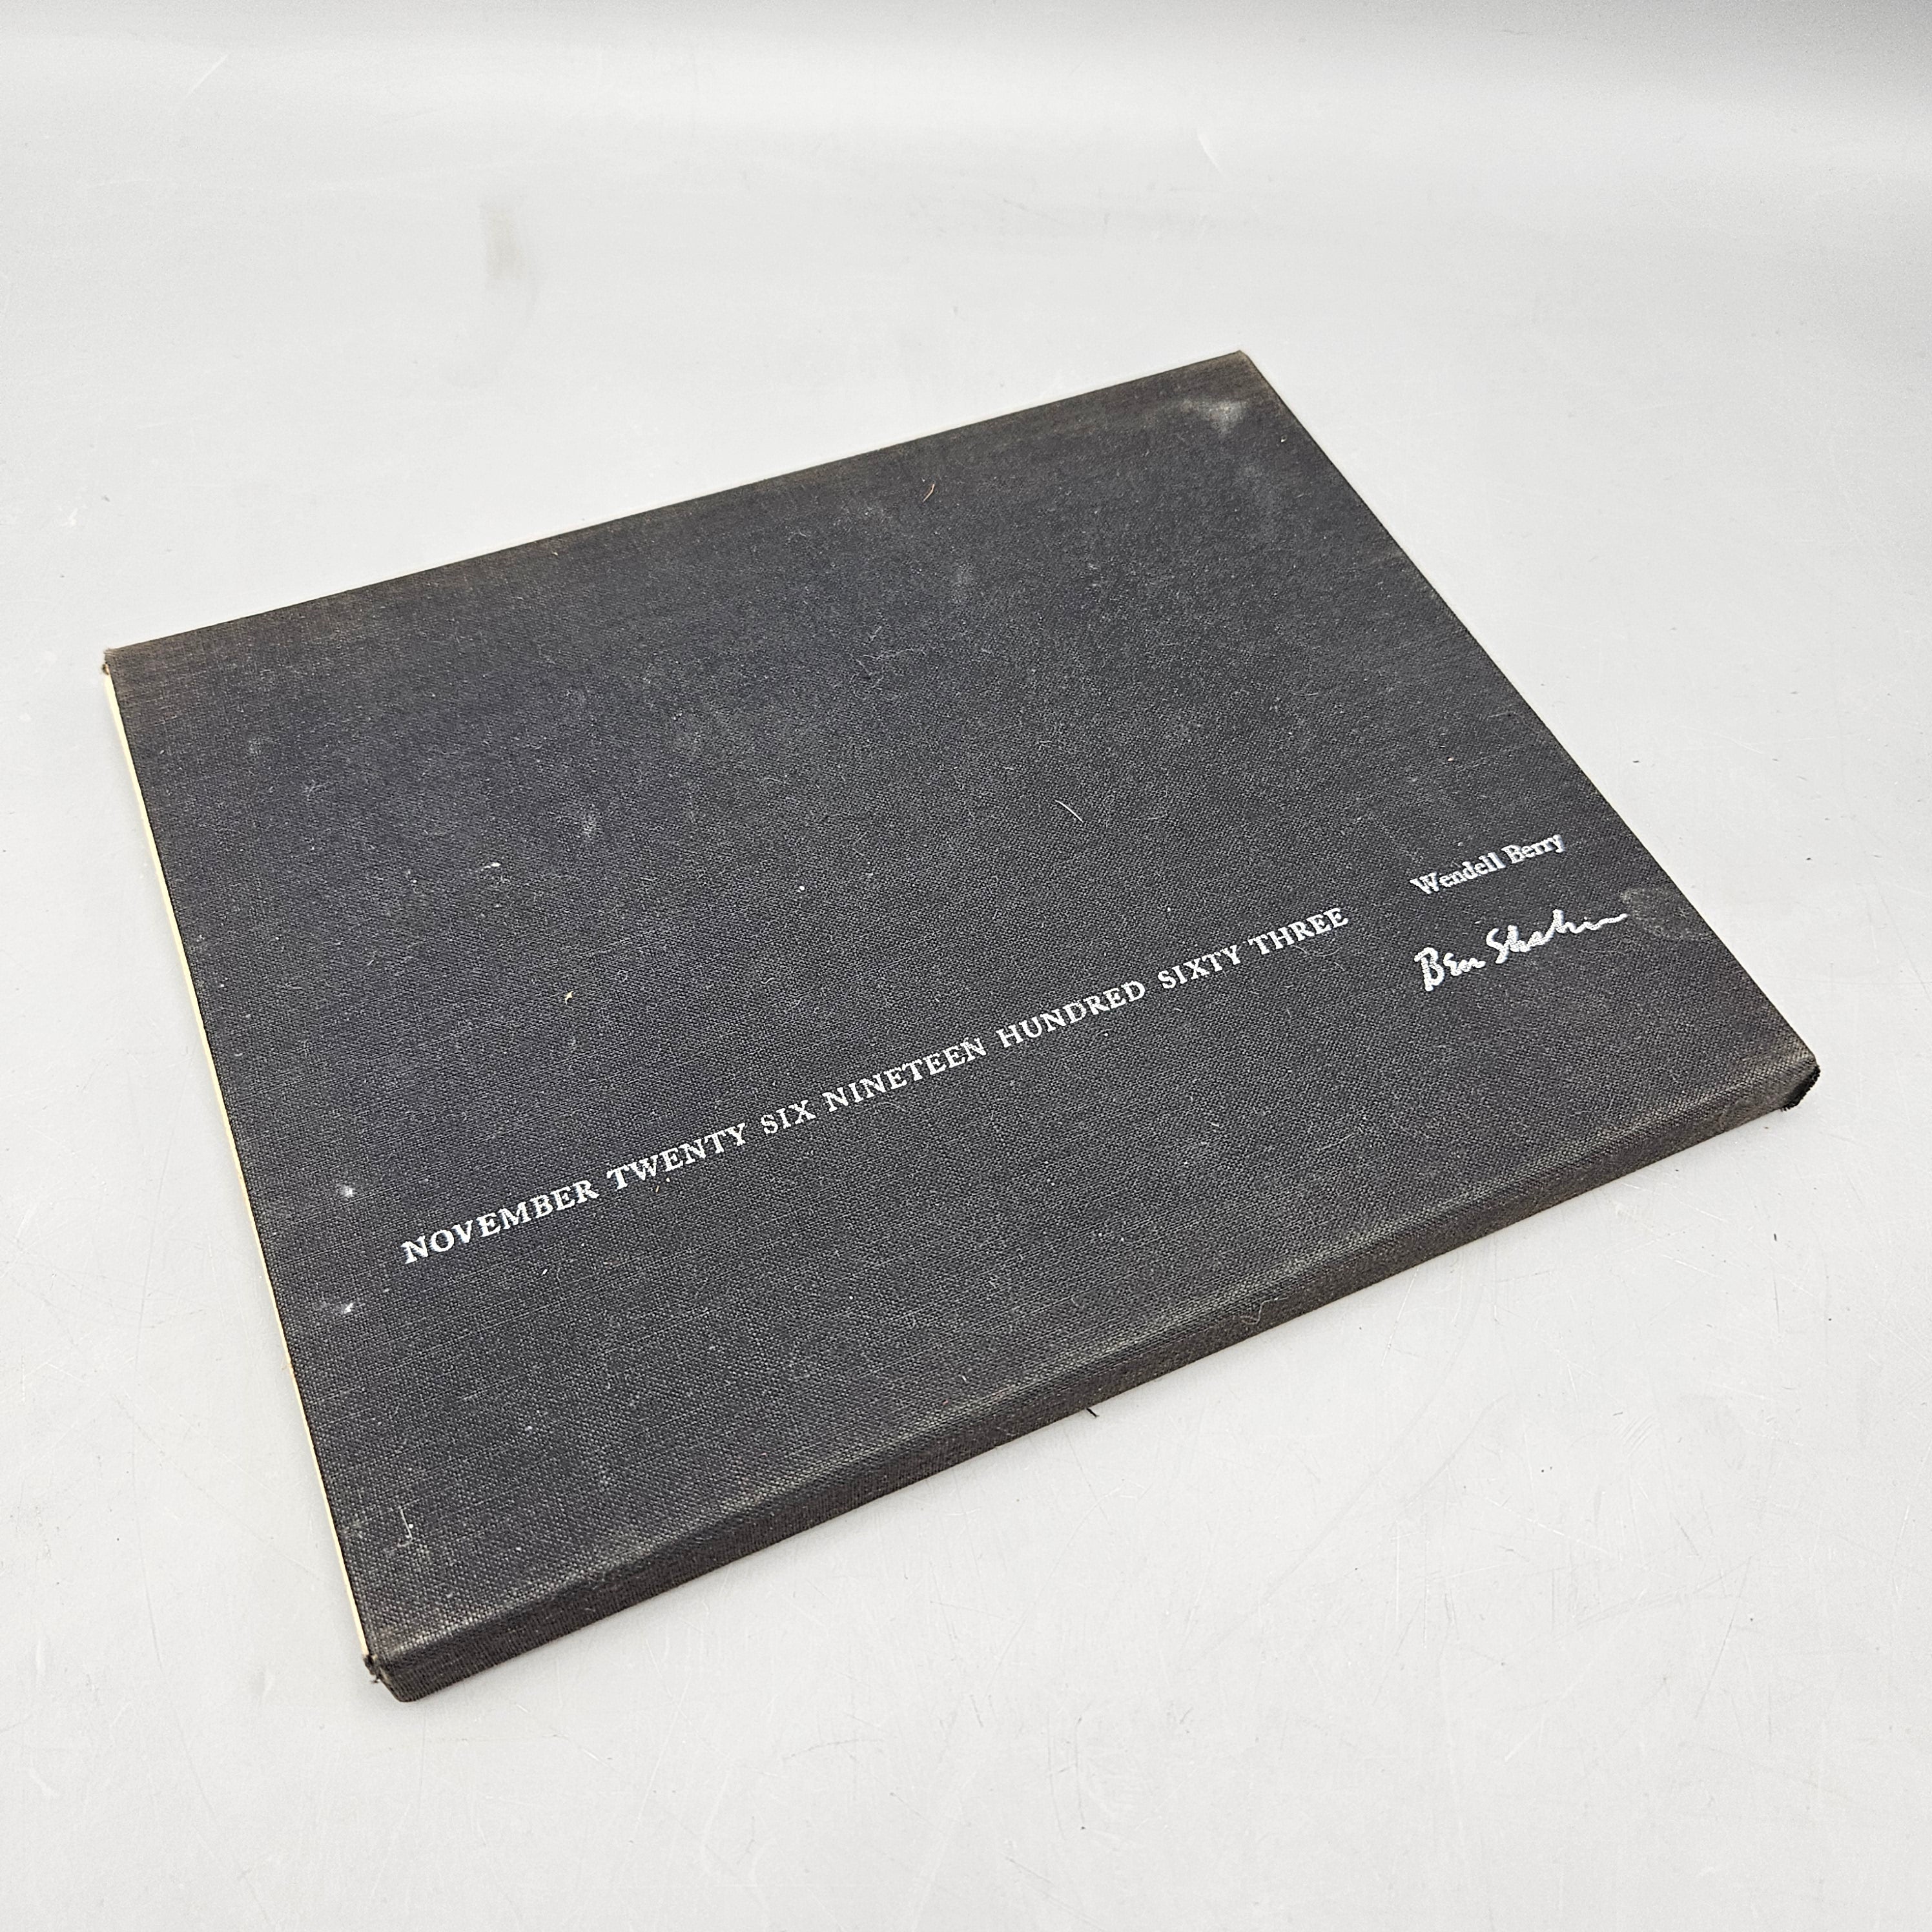 Wendell Berry
NOVEMBER TWENTY SIX NINETEEN HUNDRED SIXTY THREE
Ben Shahn